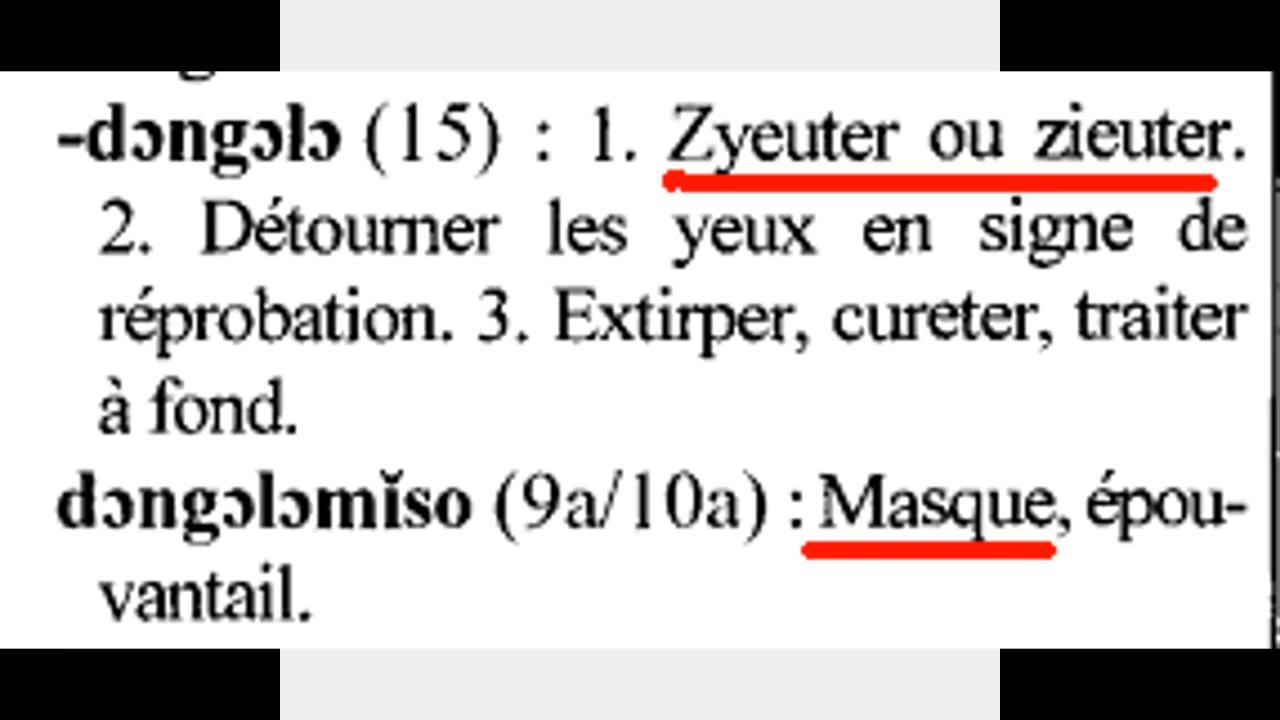 -dɔngɔlɔ (15) : 1. Zyeuter ou zieuter.
2. Détourner les yeux en signe de
réprobation. 3. Extirper, cureter, traiter
à fond.
dɔngɔlɔmĭso (9a/10a) : Masque, épou-
vantail.